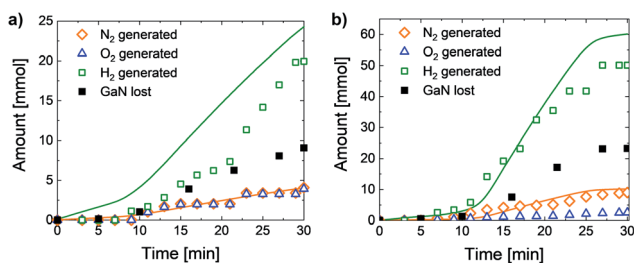 a)
Amount [mmol]
25
20
15
10
5
0
N₂ generated
O₂ generated
H₂ generated
GaN lost
0 5 10 15 20 25 30
Time [min]
b)
Amount [mmol]
60
50
40
30
20
10
0
N₂ generated
O₂ generated
H₂ generated
GaN lost
0 5 10 15 20 25 30
Time [min]